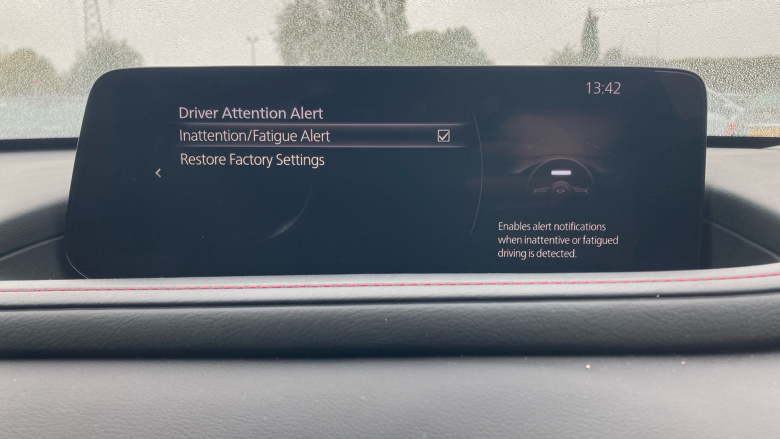 13:42
Driver Attention Alert
Inattention/Fatigue Alert
Restore Factory Settings
Enables alert notifications
when inattentive or fatigued
driving is detected.